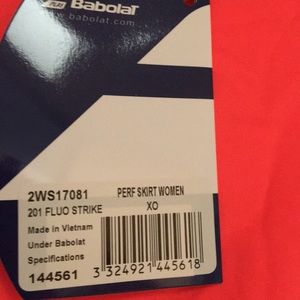 Babolat
www.babolat.com
2WS17081 PERF SKIRT WOMEN
201 FLUO STRIKE XO
Made in Vietnam
Under Babolat
Specifications
144561
3 324921 445618